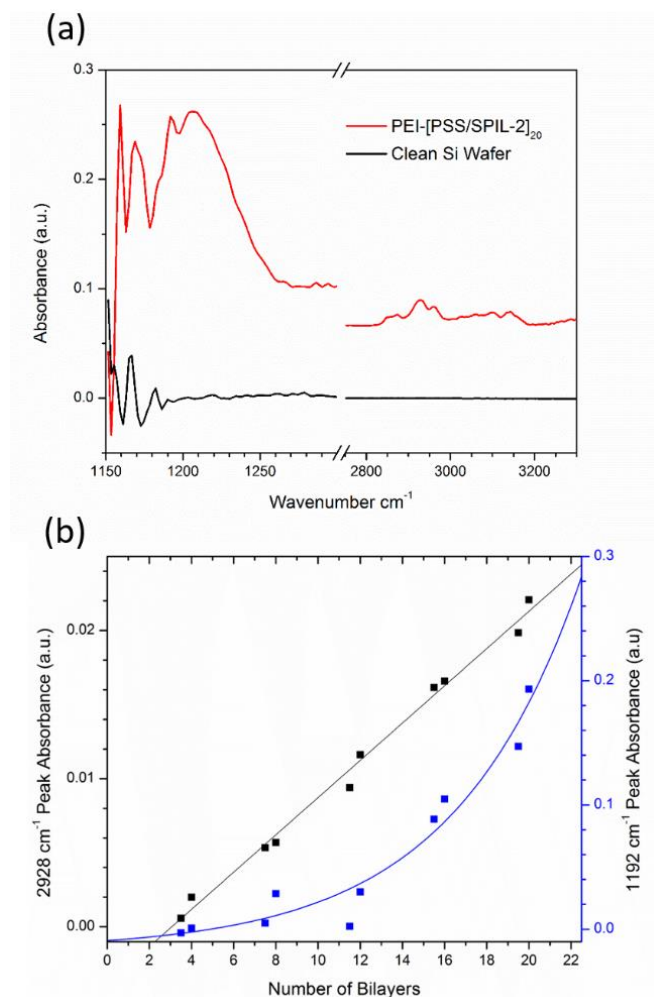 (a)
0.3
0.2
0.1
0.0
Absorbance (a.u.)
PEI-[PSS/SPIL-2]20
Clean Si Wafer
1150 1200 1250 2800 3000 3200
Wavenumber cm-1
(b)
0.02
0.01
0.00
2928 cm-1 Peak Absorbance (a.u.)
0.3
0.2
0.1
0.0
1192 cm-1 Peak Absorbance (a.u)
0 2 4 6 8 10 12 14 16 18 20 22
Number of Bilayers